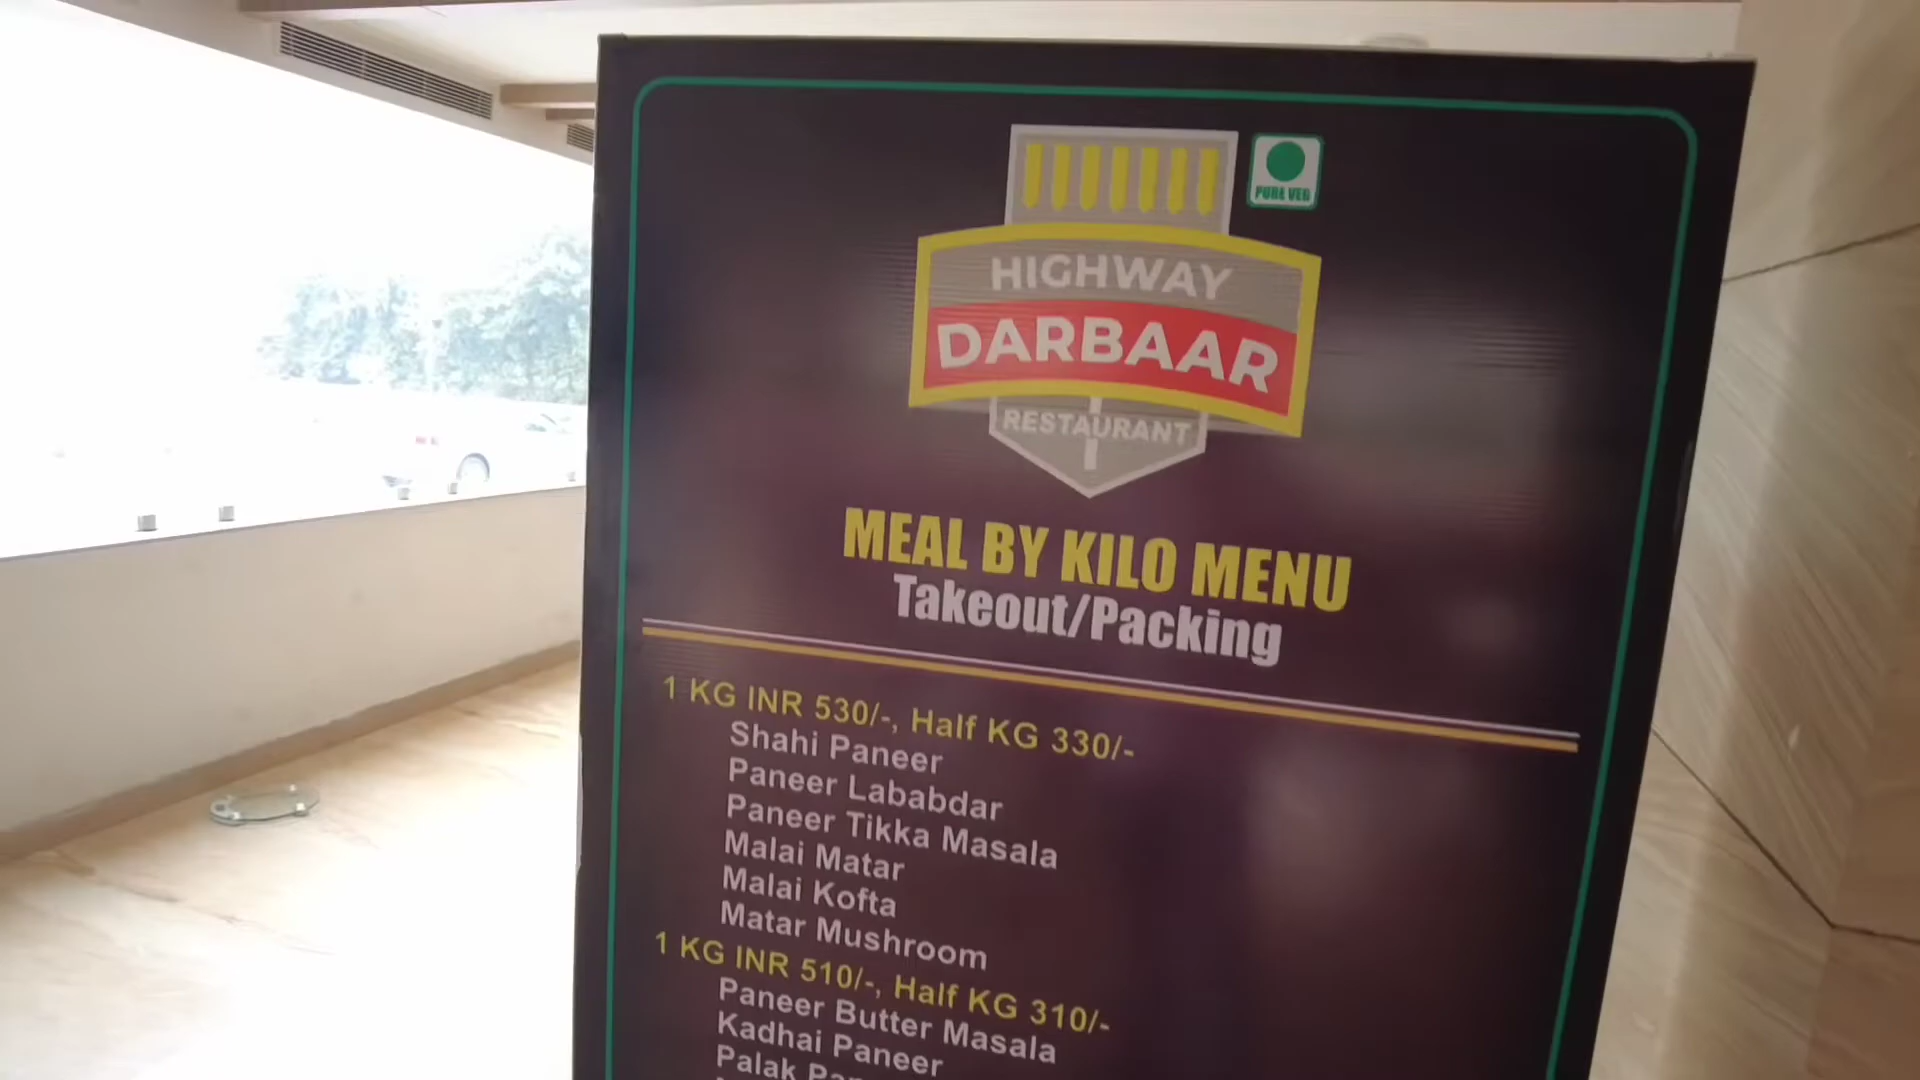 PURE VEG
HIGHWAY
DARBAAR
RESTAURANT
MEAL BY KILO MENU
Takeout/Packing
1 KG INR 530/-, Half KG 330/-
Shahi Paneer
Paneer Lababdar
Paneer Tikka Masala
Malai Matar
Malai Kofta
Matar Mushroom
1 KG INR 510/-, Half KG 310/-
Paneer Butter Masala
Kadhai Paneer
Palak